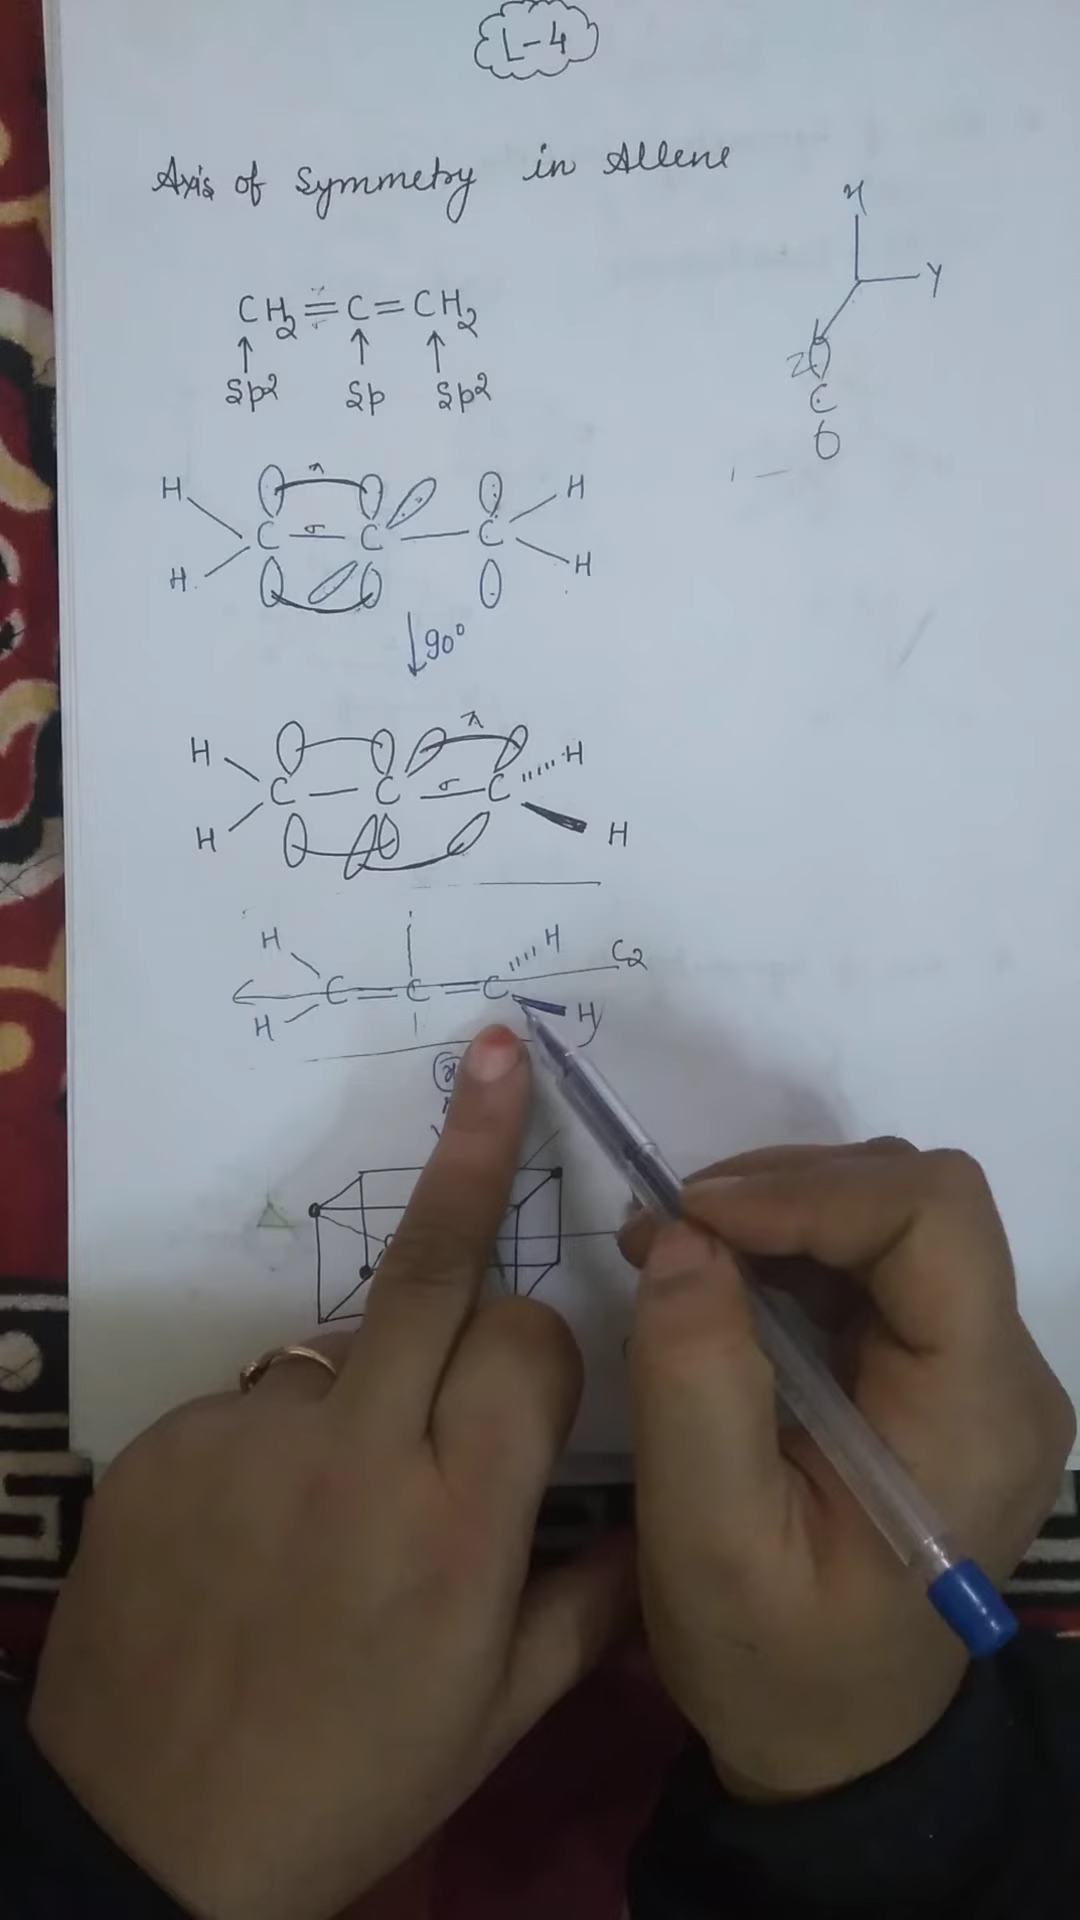 L-4
Axis of Symmetry in Allene
CH2=C=CH2
↑ ↑ ↑
Sp2 Sp Sp2
x
y
H π H
C σ C C
H H
↓90°
H π H
C C σ C
H H
H H C2
C=C=C
H H